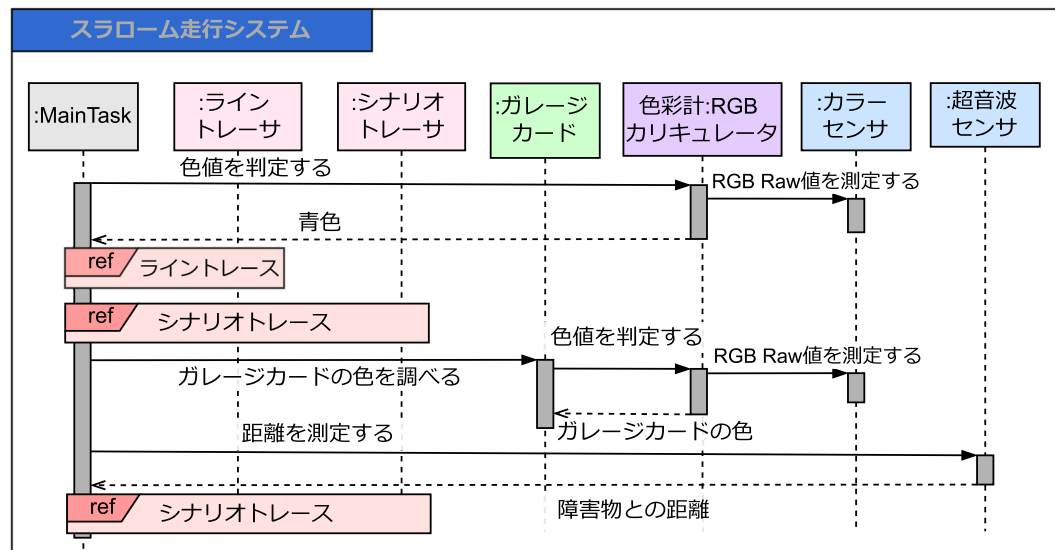 スラローム走行システム
:MainTask
:ライン
トレーサ
:シナリオ
トレーサ
:ガレージ
カード
色彩計:RGB
カリキュレータ
:カラー
センサ
:超音波
センサ
色値を判定する
RGB Raw値を測定する
青色
ref
ライントレース
ref
シナリオトレース
色値を判定する
RGB Raw値を測定する
ガレージカードの色を調べる
ガレージカードの色
距離を測定する
ref
シナリオトレース
障害物との距離